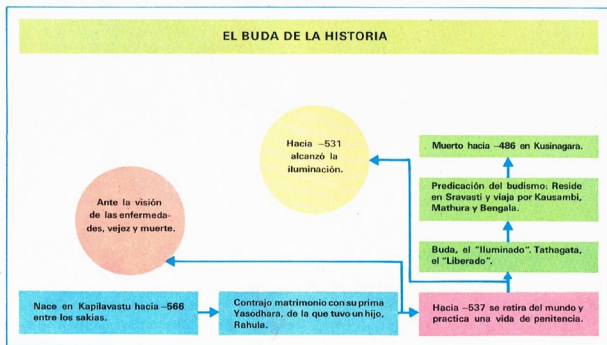 EL BUDA DE LA HISTORIA
Hacia –531
alcanzó la
iluminación.
Muerto hacia –486 en Kusinagara.
Predicación del budismo: Reside
en Sravasti y viaja por Kausambi,
Mathura y Bengala.
Ante la visión
de las enfermeda-
des, vejez y muerte.
Buda, el "Iluminado". Tathagata,
el "Liberado".
Nace en Kapilavastu hacia –566
entre los sakias.
Contrajo matrimonio con su prima
Yasodhara, de la que tuvo un hijo,
Rahula.
Hacia –537 se retira del mundo y
practica una vida de penitencia.